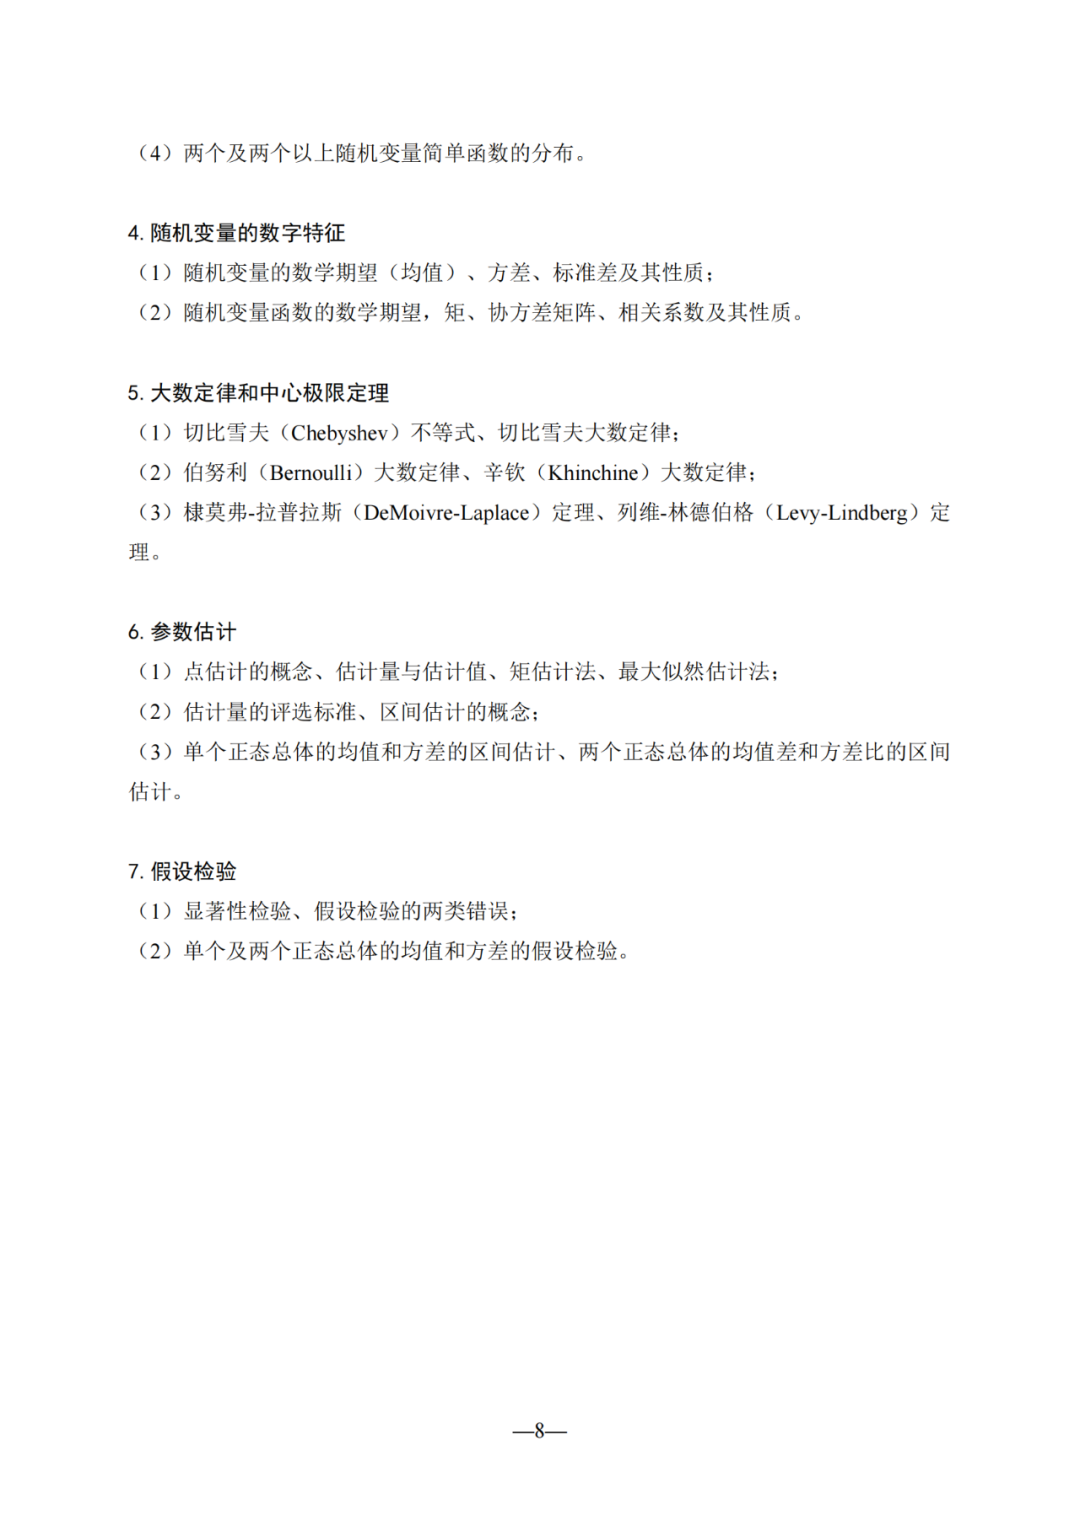 （4）两个及两个以上随机变量简单函数的分布。
4. 随机变量的数字特征
（1）随机变量的数学期望（均值）、方差、标准差及其性质；
（2）随机变量函数的数学期望，矩、协方差矩阵、相关系数及其性质。
5. 大数定律和中心极限定理
（1）切比雪夫（Chebyshev）不等式、切比雪夫大数定律；
（2）伯努利（Bernoulli）大数定律、辛钦（Khinchine）大数定律；
（3）棣莫弗-拉普拉斯（DeMoivre-Laplace）定理、列维-林德伯格（Levy-Lindberg）定
理。
6. 参数估计
（1）点估计的概念、估计量与估计值、矩估计法、最大似然估计法；
（2）估计量的评选标准、区间估计的概念；
（3）单个正态总体的均值和方差的区间估计、两个正态总体的均值差和方差比的区间
估计。
7. 假设检验
（1）显著性检验、假设检验的两类错误；
（2）单个及两个正态总体的均值和方差的假设检验。
—8—